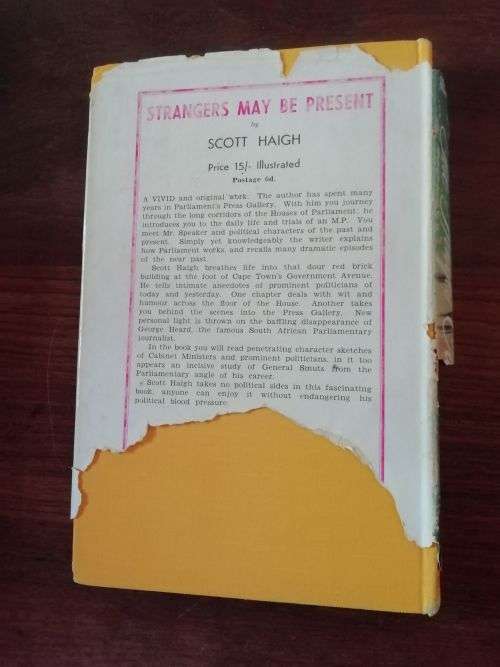 STRANGERS MAY BE PRESENT
by
SCOTT HAIGH
Price 15/- Illustrated
Postage 6d.
A VIVID and original work. The author has spent many
years in Parliament's Press Gallery. With him you journey
through the long corridors of the Houses of Parliament; he
introduces you to the daily life and trials of an M.P. You
meet Mr. Speaker and political characters of the past and
present. Simply yet knowledgeably the writer explains
how Parliament works, and recalls many dramatic episodes
of the near past.
Scott Haigh breathes life into that dour red brick
building at the foot of Cape Town's Government Avenue.
He tells intimate anecdotes of prominent politicians of
today and yesterday. One chapter deals with wit and
humour across the floor of the House. Another takes
you behind the scenes into the Press Gallery. New
personal light is thrown on the baffling disappearance of
George Heard, the famous South African Parliamentary
journalist.
In the book you will read penetrating character sketches
of Cabinet Ministers and prominent politicians, in it too
appears an incisive study of General Smuts from the
Parliamentary angle of his career.
Scott Haigh takes no political sides in this fascinating
book, anyone can enjoy it without endangering his
political blood pressure.